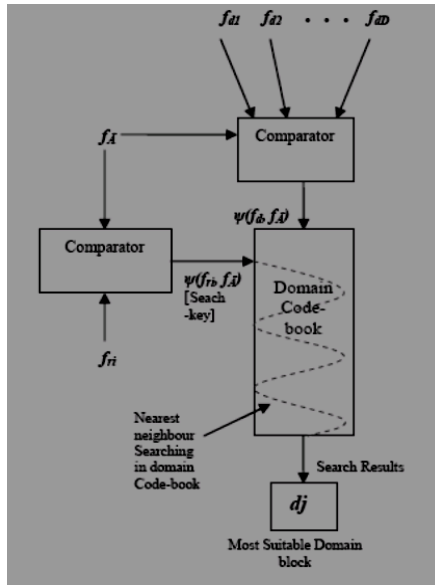 fd1 fd2 • • • fdD
Comparator
fA
ψ(fd, fA)
Comparator
Domain
Code-
book
ψ(fri, fA)
[Seach
-key]
fri
Nearest
neighbour
Searching
in domain
Code-book
Search Results
dj
Most Suitable Domain
block